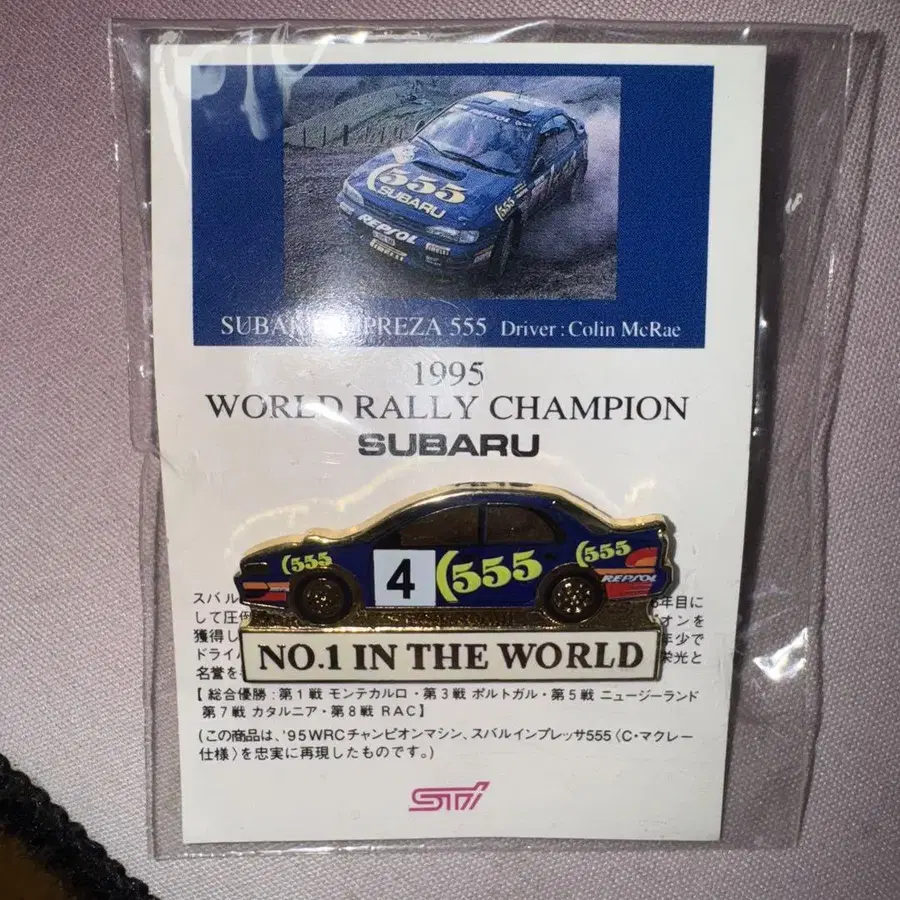 555
SUBARU
REPSOL
PIRELLI
555
SUBARU IMPREZA 555 Driver : Colin McRae
1995
WORLD RALLY CHAMPION
SUBARU
555
4
555
555
REPSOL
スバル 年目に
して圧倒 オンを
獲得し 年少で
ドライバ 栄光と
名誉を
NO.1 IN THE WORLD
【総合優勝:第1戦 モンテカルロ・第3戦 ポルトガル・第5戦 ニュージーランド
第7戦 カタルニア・第8戦 RAC】
(この商品は、'95WRCチャンピオンマシン、スバルインプレッサ555〈C・マクレー
仕様〉を忠実に再現したものです。)
STi